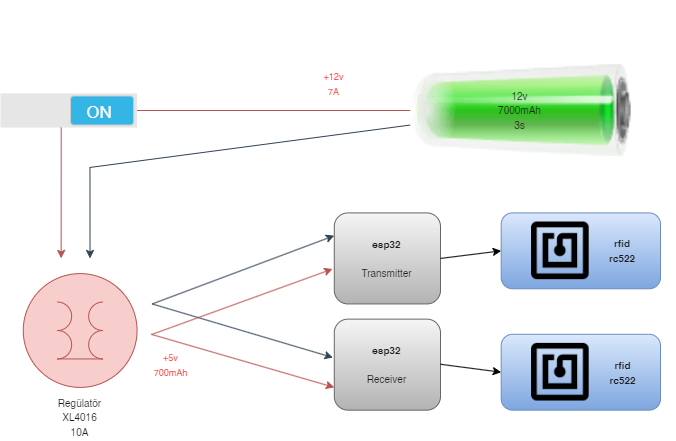 +12v
7A
ON
12v
7000mAh
3s
esp32
Transmitter
rfid
rc522
esp32
Receiver
rfid
rc522
+5v
700mAh
Regülatör
XL4016
10A